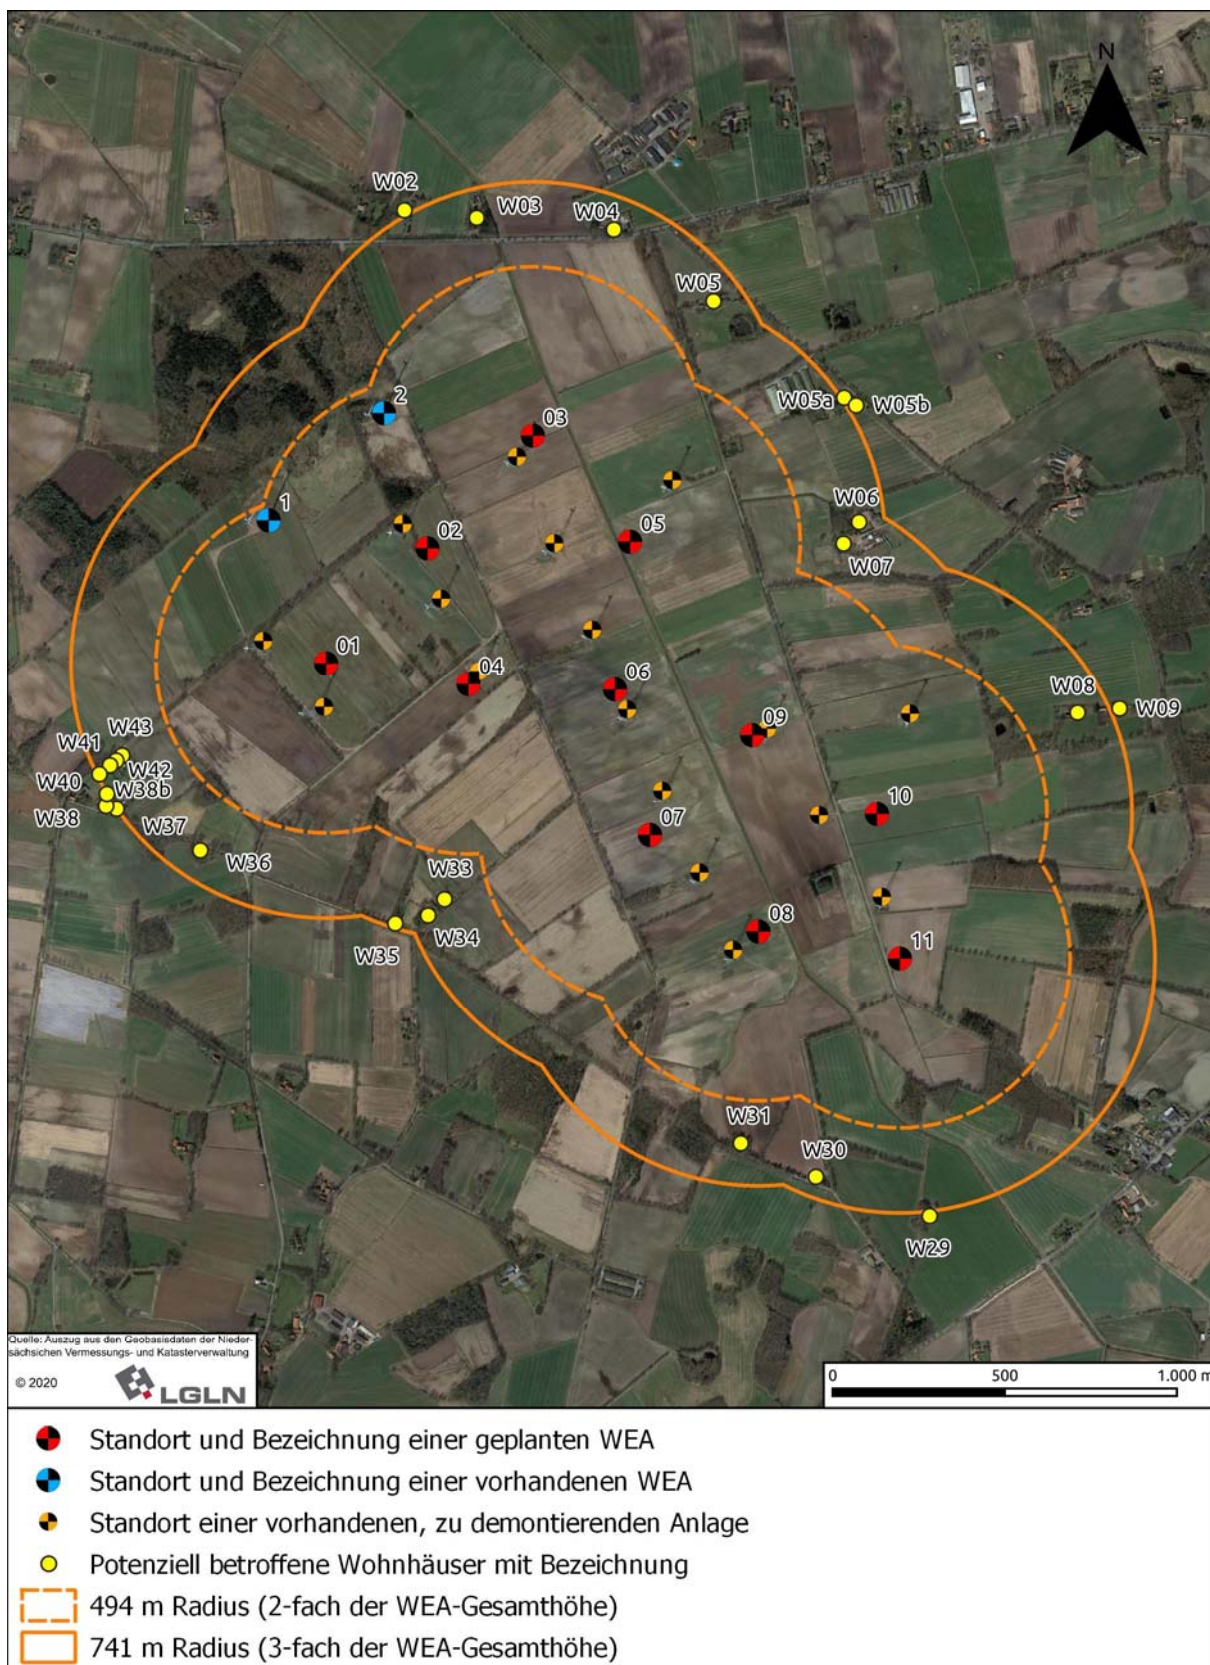 N
W02
W03
W04
W05
W05a
W05b
2
03
1
02
05
W06
W07
01
04
06
W08
W09
09
W43
W41
W42
W40
W38b
W38
W37
10
07
W36
W33
W34
W35
08
11
W31
W30
W29
Quelle: Auszug aus den Geobasisdaten der Nieder-
sächsichen Vermessungs- und Katasterverwaltung
© 2020
LGLN
0 500 1.000 m
Standort und Bezeichnung einer geplanten WEA
Standort und Bezeichnung einer vorhandenen WEA
Standort einer vorhandenen, zu demontierenden Anlage
Potenziell betroffene Wohnhäuser mit Bezeichnung
494 m Radius (2-fach der WEA-Gesamthöhe)
741 m Radius (3-fach der WEA-Gesamthöhe)